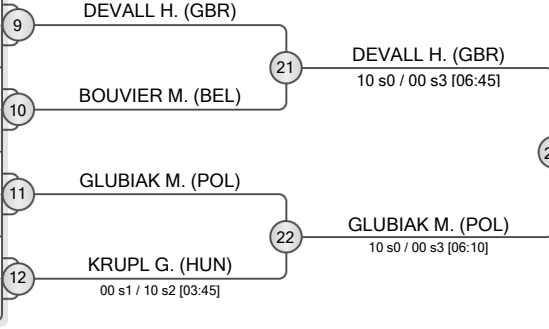 DEVALL H. (GBR)
9
21
DEVALL H. (GBR)
10 s0 / 00 s3 [06:45]
BOUVIER M. (BEL)
10
2
GLUBIAK M. (POL)
11
22
GLUBIAK M. (POL)
10 s0 / 00 s3 [06:10]
KRUPL G. (HUN)
12
00 s1 / 10 s2 [03:45]